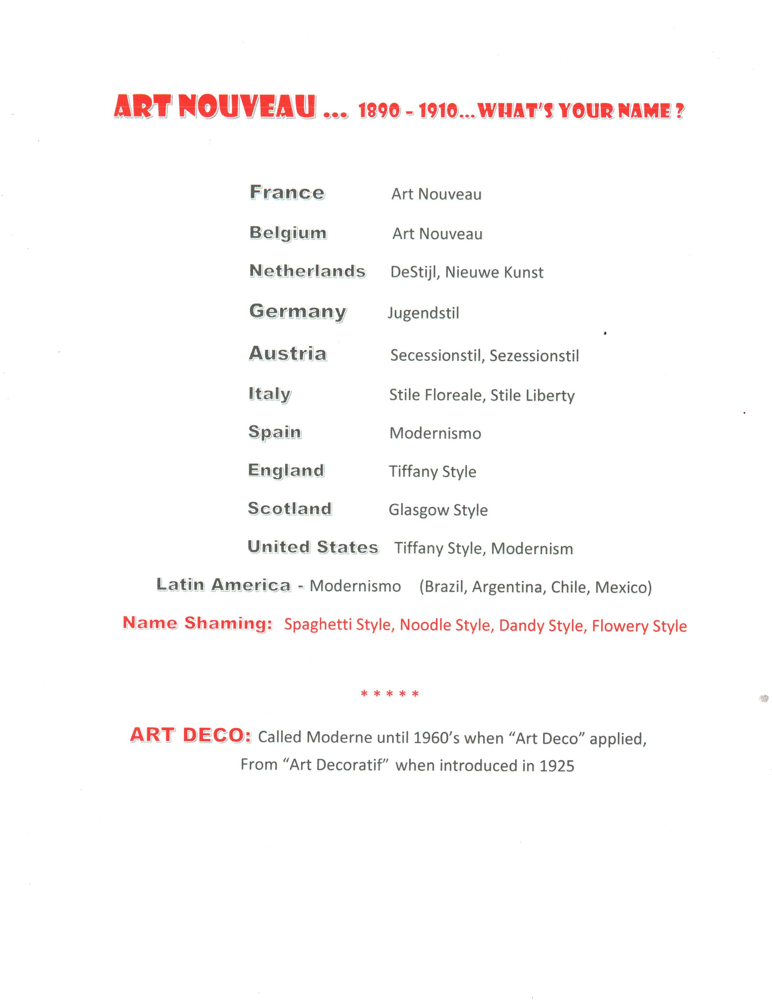 ART NOUVEAU ... 1890 - 1910...WHAT'S YOUR NAME ?
France Art Nouveau
Belgium Art Nouveau
Netherlands DeStijl, Nieuwe Kunst
Germany Jugendstil
Austria Secessionstil, Sezessionstil
Italy Stile Floreale, Stile Liberty
Spain Modernismo
England Tiffany Style
Scotland Glasgow Style
United States Tiffany Style, Modernism
Latin America - Modernismo (Brazil, Argentina, Chile, Mexico)
Name Shaming: Spaghetti Style, Noodle Style, Dandy Style, Flowery Style
* * * * *
ART DECO: Called Moderne until 1960's when “Art Deco” applied,
From “Art Decoratif” when introduced in 1925